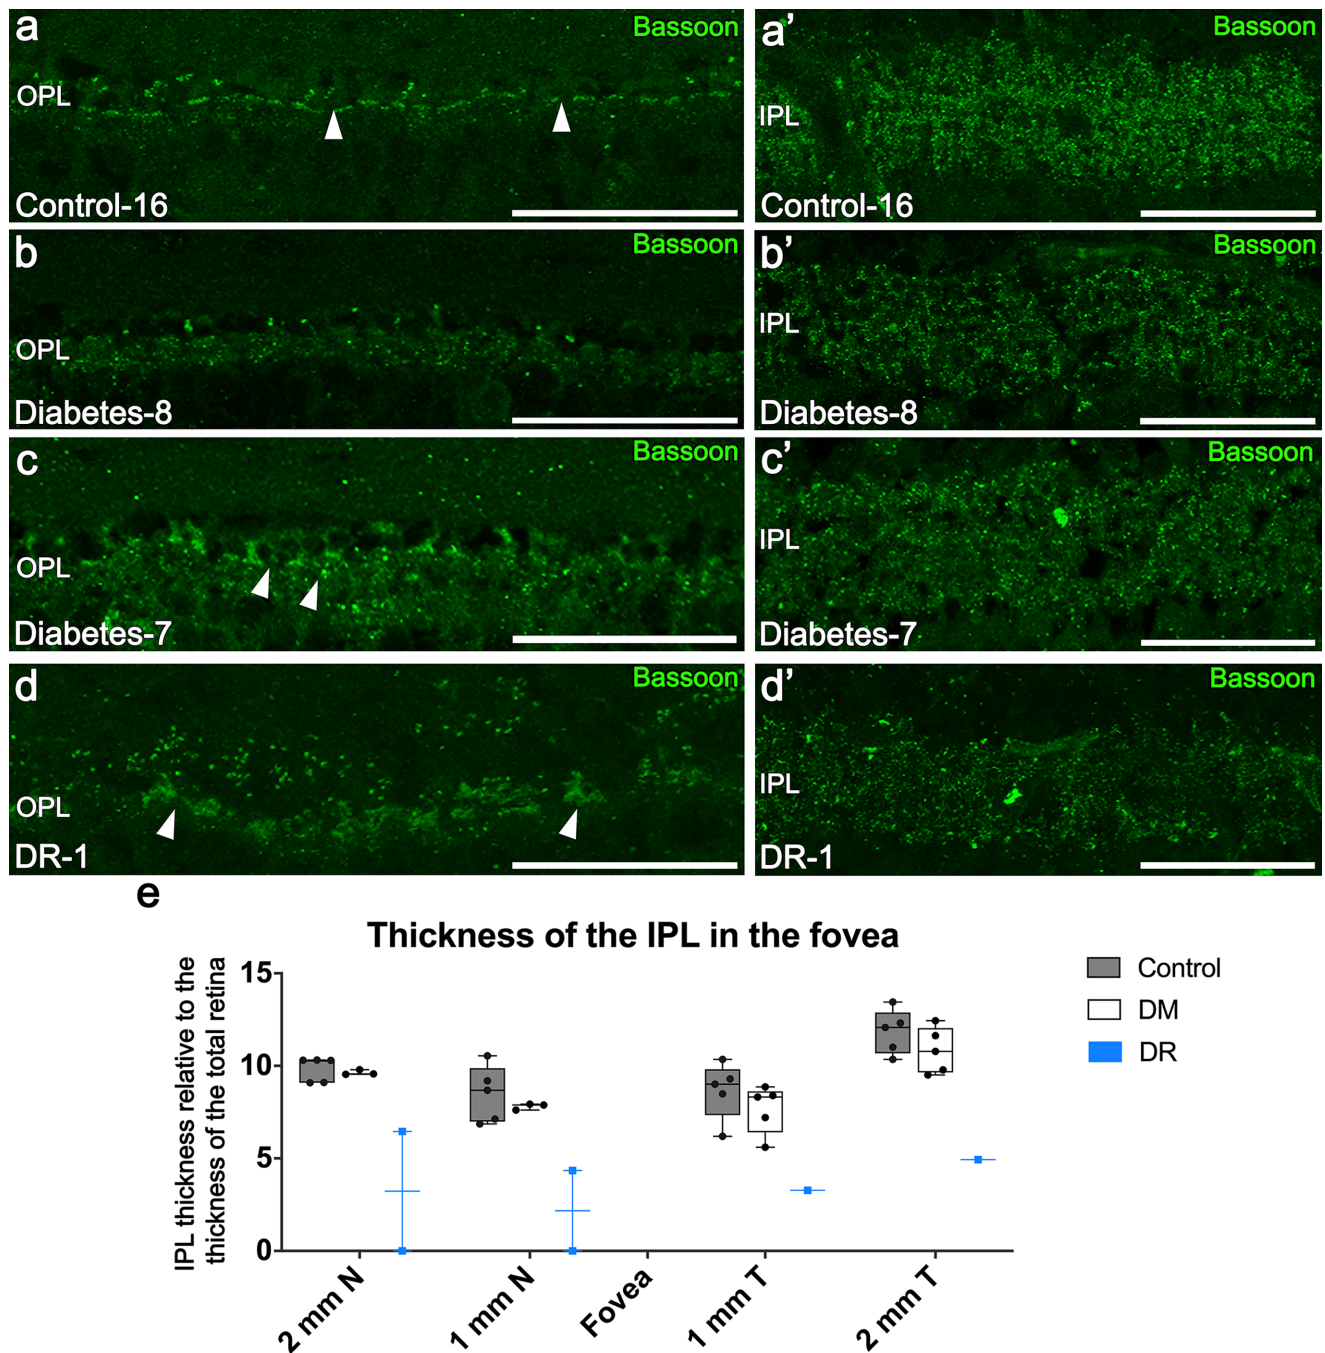 a
Bassoon
OPL
Control-16
a’
Bassoon
IPL
Control-16
b
Bassoon
OPL
Diabetes-8
b’
Bassoon
IPL
Diabetes-8
c
Bassoon
OPL
Diabetes-7
c’
Bassoon
IPL
Diabetes-7
d
Bassoon
OPL
DR-1
d’
Bassoon
IPL
DR-1
e
Thickness of the IPL in the fovea
IPL thickness relative to the
thickness of the total retina
15
10
5
0
2 mm N
1 mm N
Fovea
1 mm T
2 mm T
Control
DM
DR